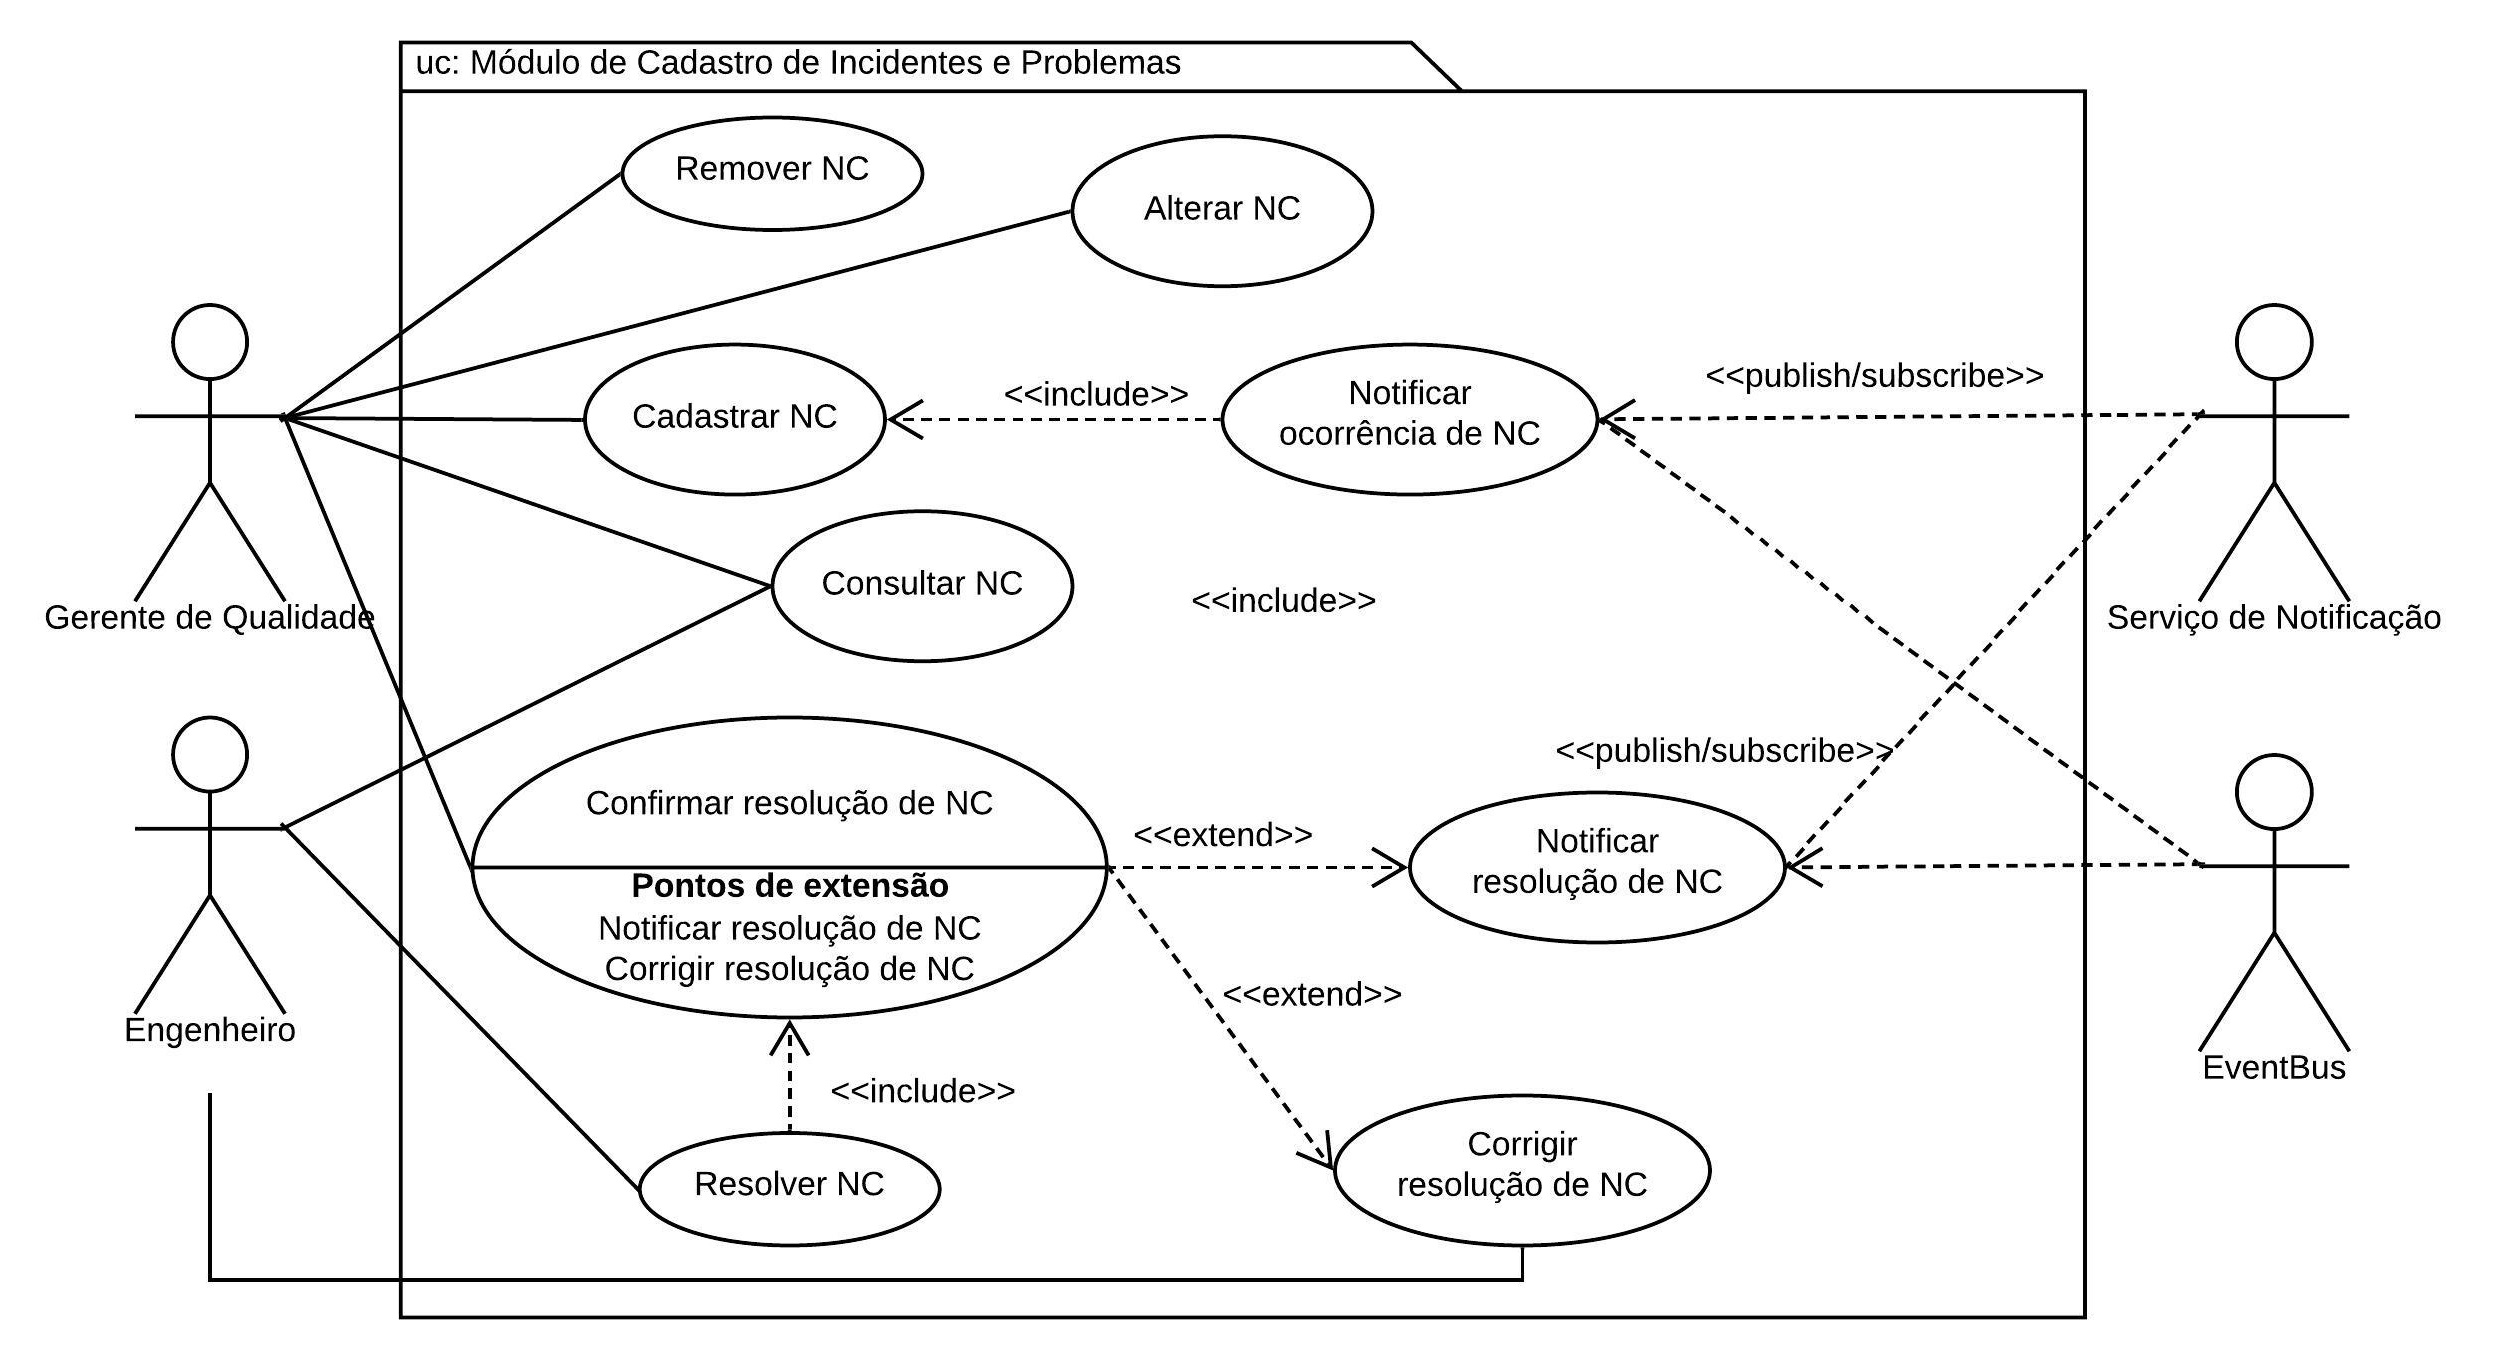 uc: Módulo de Cadastro de Incidentes e Problemas
Remover NC
Alterar NC
Cadastrar NC
<<include>>
Notificar
ocorrência de NC
<<publish/subscribe>>
Consultar NC
<<include>>
Gerente de Qualidade
Serviço de Notificação
<<publish/subscribe>>
Confirmar resolução de NC
<<extend>>
Notificar
resolução de NC
Pontos de extensão
Notificar resolução de NC
Corrigir resolução de NC
<<extend>>
Engenheiro
EventBus
<<include>>
Corrigir
resolução de NC
Resolver NC